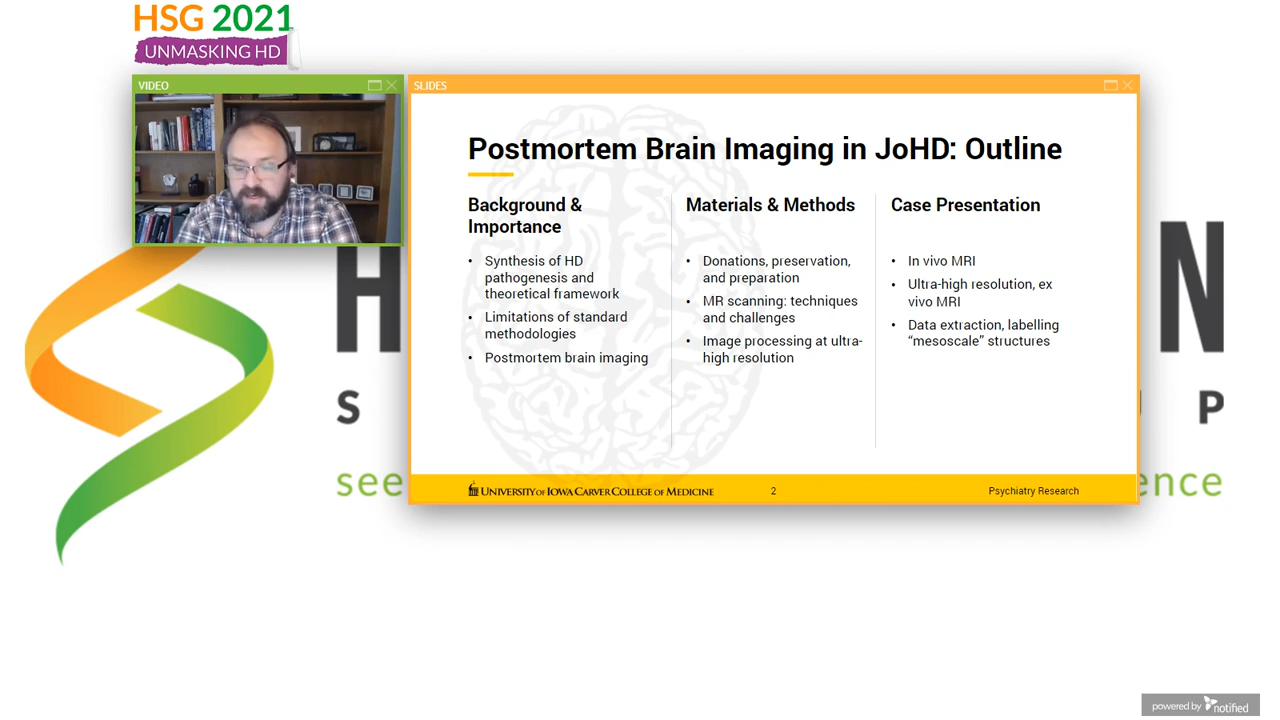 HSG 2021
UNMASKING HD
VIDEO
SLIDES
Postmortem Brain Imaging in JoHD: Outline
Background &
Importance
• Synthesis of HD
pathogenesis and
theoretical framework
• Limitations of standard
methodologies
• Postmortem brain imaging
Materials & Methods
• Donations, preservation,
and preparation
• MR scanning: techniques
and challenges
• Image processing at ultra-
high resolution
Case Presentation
• In vivo MRI
• Ultra-high resolution, ex
vivo MRI
• Data extraction, labelling
“mesoscale” structures
UNIVERSITY OF IOWA CARVER COLLEGE OF MEDICINE
2
Psychiatry Research
H N
S P
see ence
powered by notified